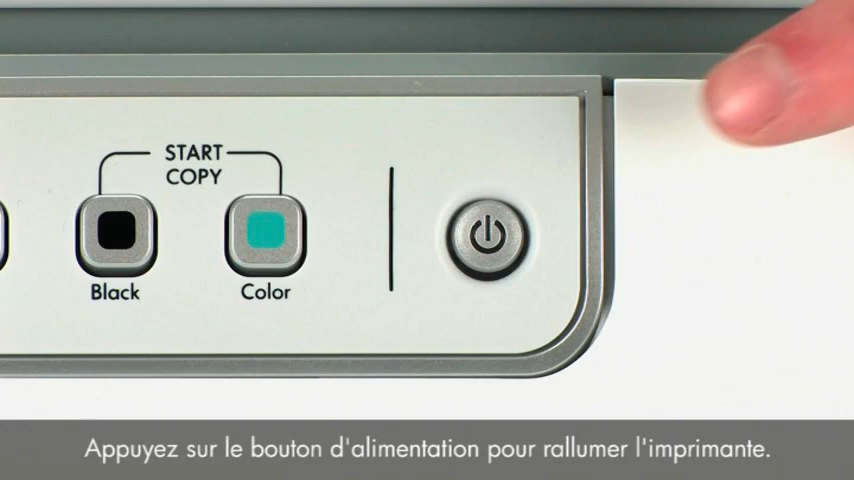 START
COPY
Black
Color
Appuyez sur le bouton d'alimentation pour rallumer l'imprimante.